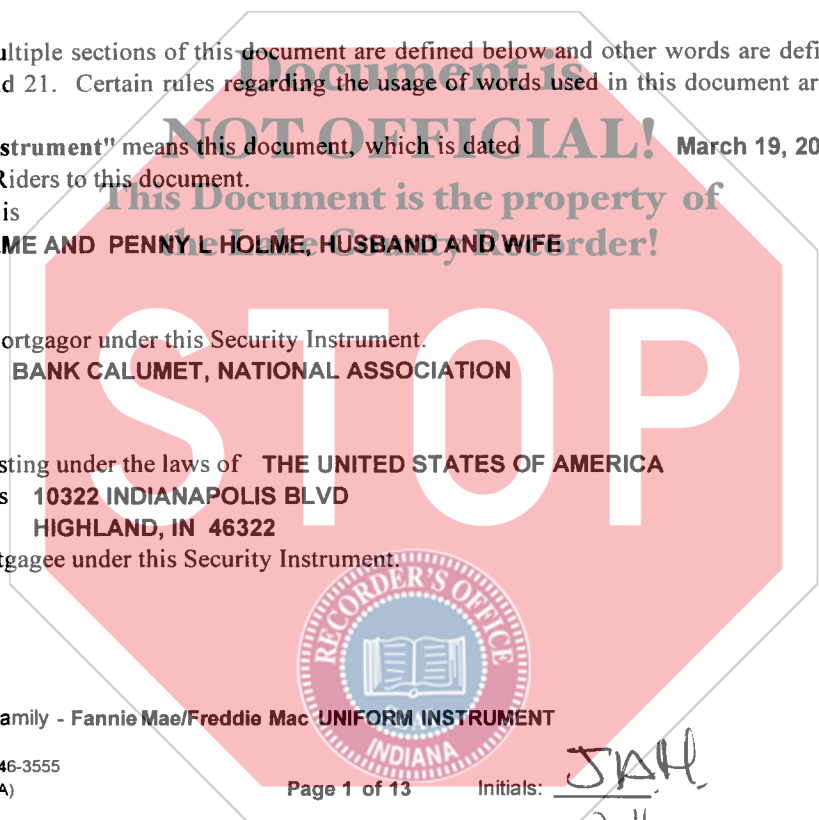 ultiple sections of this document are defined below and other words are defi
d 21. Certain rules regarding the usage of words used in this document ar
Document is
NOT OFFICIAL!
strument" means this document, which is dated March 19, 20
Riders to this document.
This Document is the property of
is
the Lake County Recorder!
ME AND PENNY L HOLME, HUSBAND AND WIFE
STOP
ortgagor under this Security Instrument.
BANK CALUMET, NATIONAL ASSOCIATION
sting under the laws of THE UNITED STATES OF AMERICA
s 10322 INDIANAPOLIS BLVD
HIGHLAND, IN 46322
tgagee under this Security Instrument.
RECORDER'S OFFICE
INDIANA
amily - Fannie Mae/Freddie Mac UNIFORM INSTRUMENT
46-3555
A)
Page 1 of 13 Initials: JAH